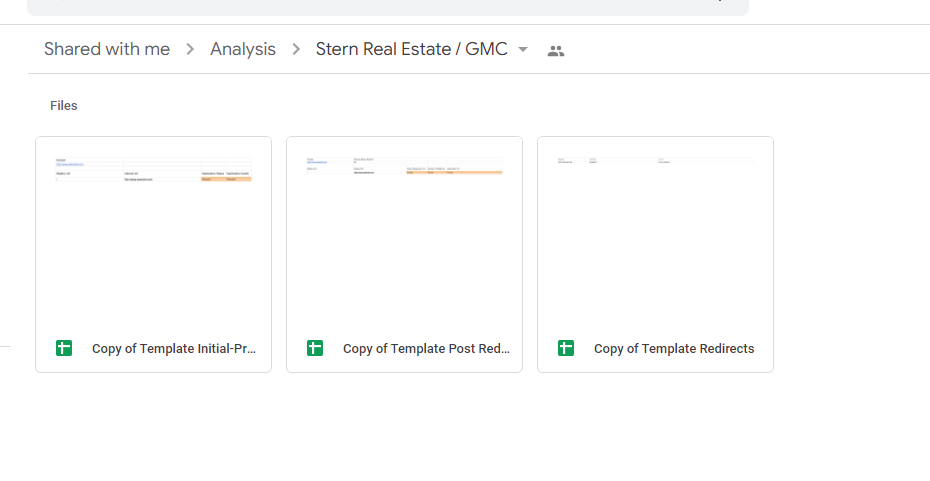 Shared with me > Analysis > Stern Real Estate / GMC
Files
Copy of Template Initial-Pr...
Copy of Template Post Red...
Copy of Template Redirects